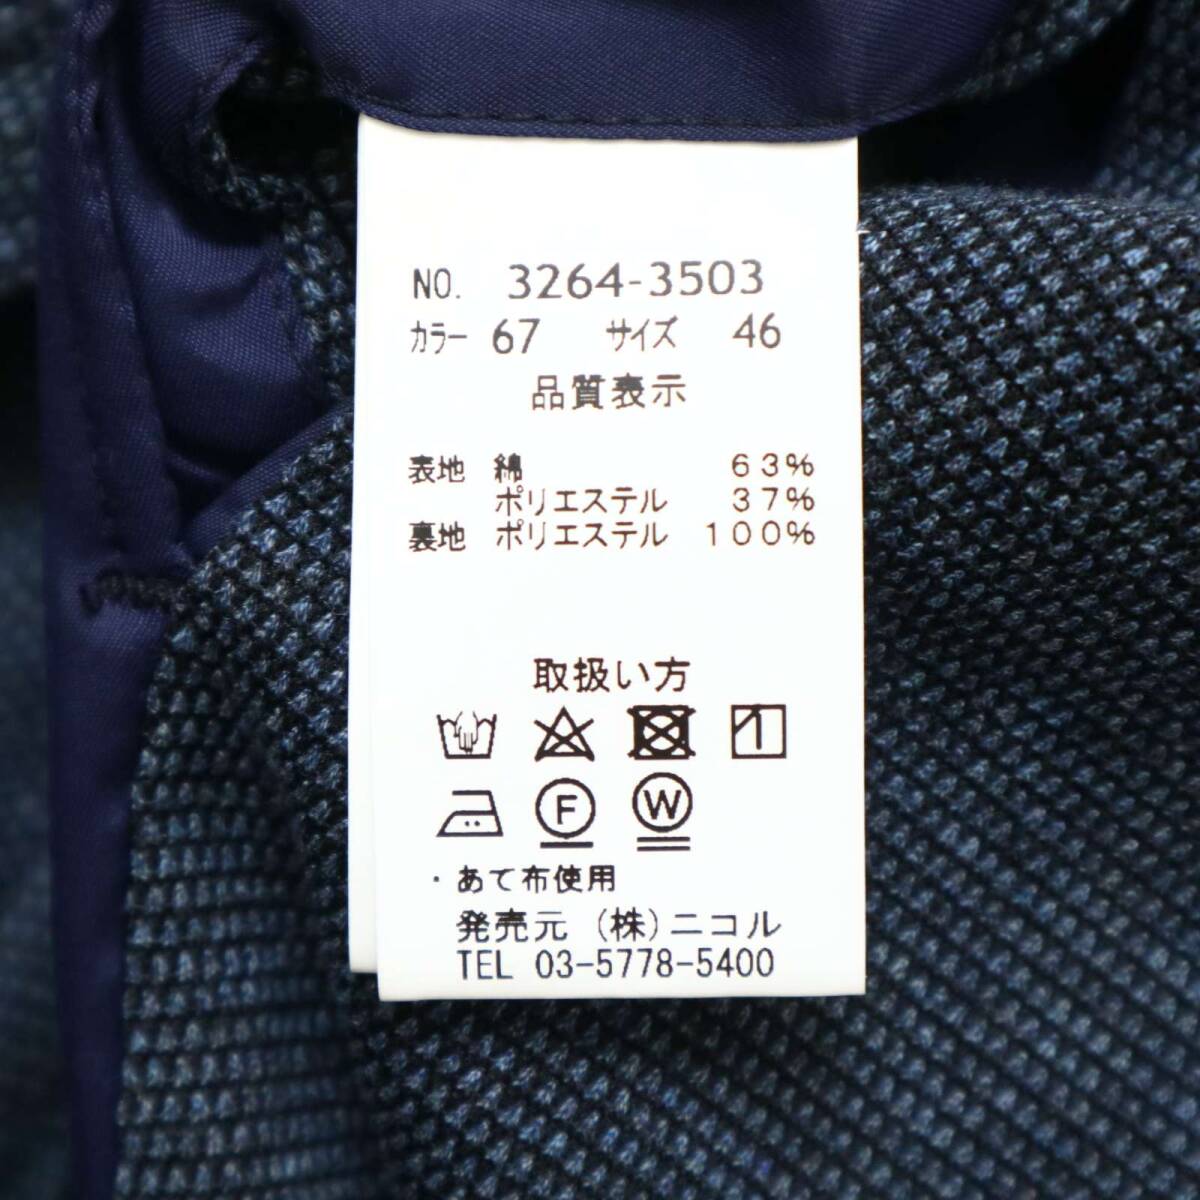 NO. 3264-3503
カラー 67 サイズ 46
品質表示
表地 綿 63%
ポリエステル 37%
裏地 ポリエステル 100%
取扱い方
F W
・あて布使用
発売元 (株)ニコル
TEL 03-5778-5400